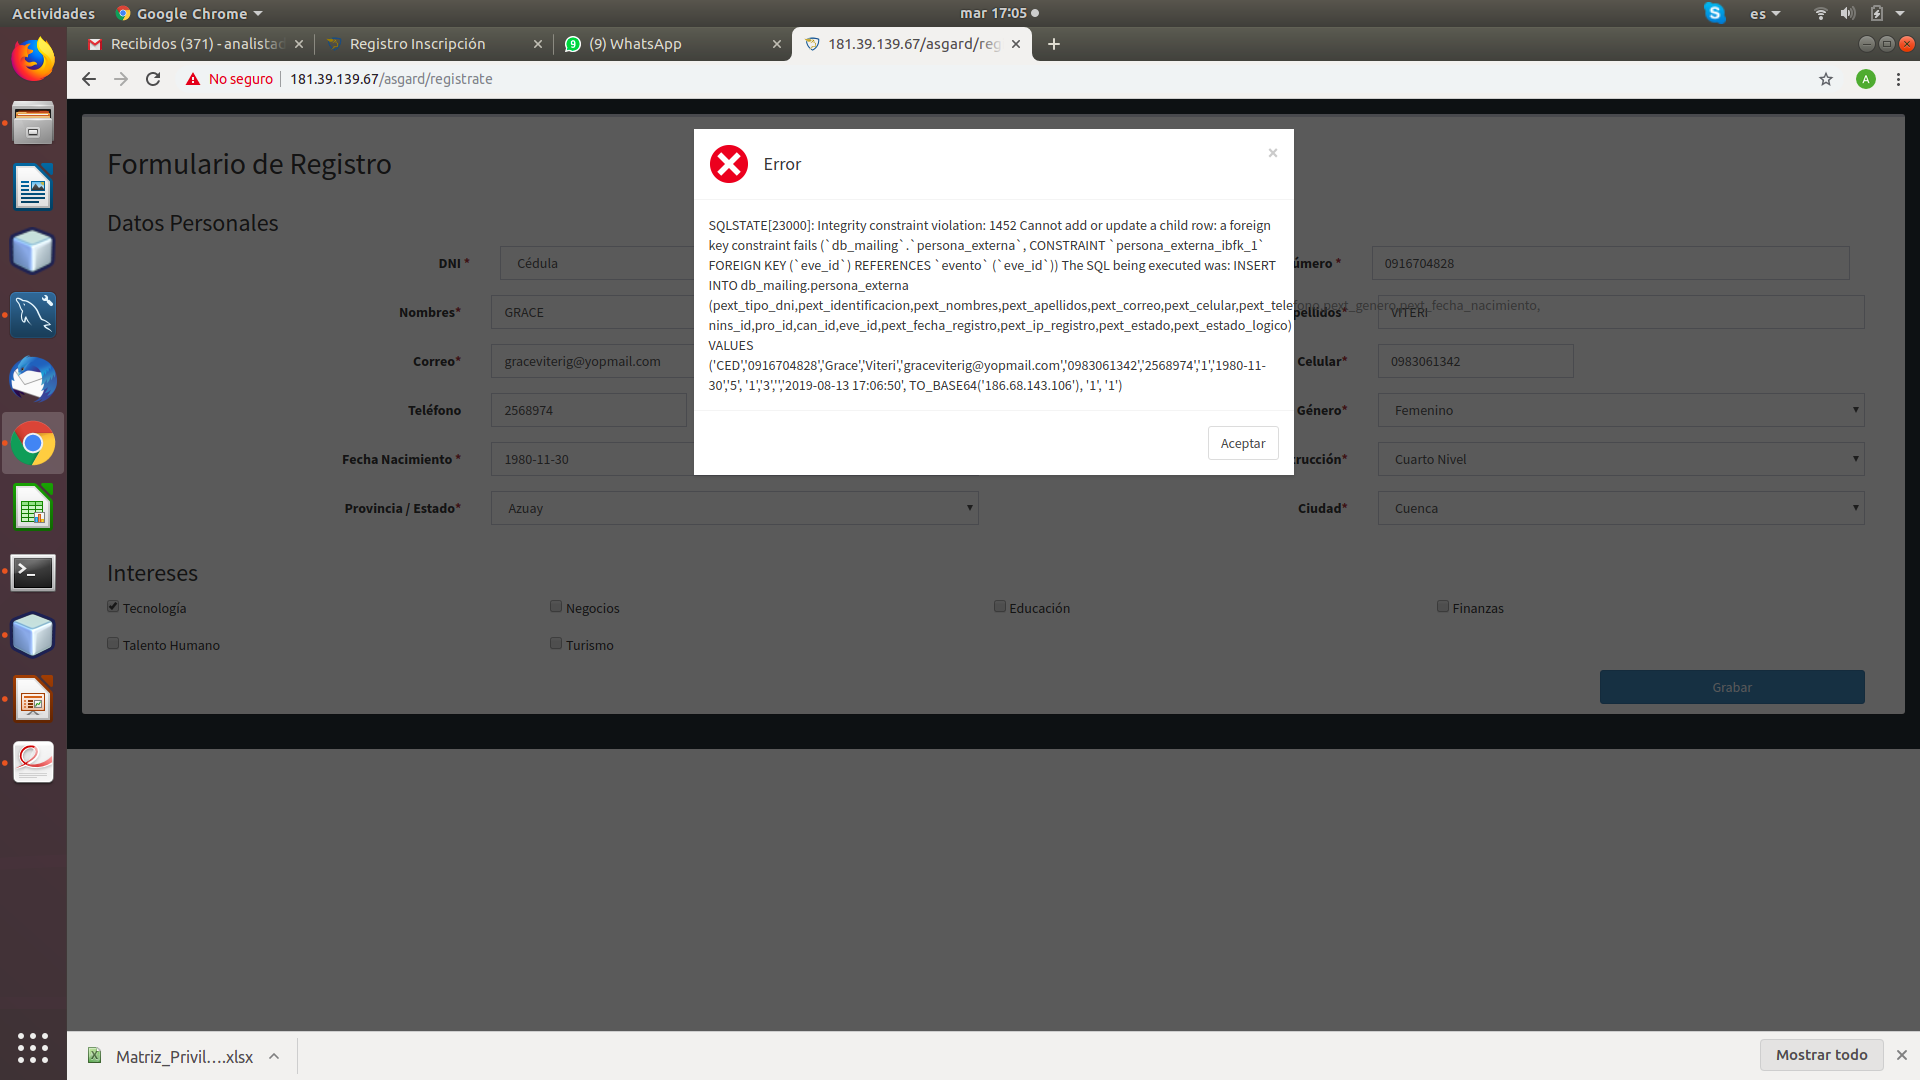 Actividades
Google Chrome
mar 17:05
es
Recibidos (371) - analistad
Registro Inscripción
(9) WhatsApp
181.39.139.67/asgard/reg
No seguro
181.39.139.67/asgard/registrate
A
Formulario de Registro
Datos Personales
DNI *
Cédula
úmero *
0916704828
Nombres*
GRACE
pellidos*
VITERI
Correo*
graceviterig@yopmail.com
Celular*
0983061342
Teléfono
2568974
Género*
Femenino
Fecha Nacimiento *
1980-11-30
trucción*
Cuarto Nivel
Provincia / Estado*
Azuay
Ciudad*
Cuenca
Intereses
Tecnología
Negocios
Educación
Finanzas
Talento Humano
Turismo
Grabar
Error
×
SQLSTATE[23000]: Integrity constraint violation: 1452 Cannot add or update a child row: a foreign
key constraint fails (`db_mailing`.`persona_externa`, CONSTRAINT `persona_externa_ibfk_1`
FOREIGN KEY (`eve_id`) REFERENCES `evento` (`eve_id`)) The SQL being executed was: INSERT
INTO db_mailing.persona_externa
(pext_tipo_dni,pext_identificacion,pext_nombres,pext_apellidos,pext_correo,pext_celular,pext_telefono,pext_genero,pext_fecha_nacimiento,
nins_id,pro_id,can_id,eve_id,pext_fecha_registro,pext_ip_registro,pext_estado,pext_estado_logico)
VALUES
('CED','0916704828','Grace','Viteri','graceviterig@yopmail.com','0983061342','2568974','1','1980-11-
30','5', '1','3','','2019-08-13 17:06:50', TO_BASE64('186.68.143.106'), '1', '1')
Aceptar
Matriz_Privil….xlsx
Mostrar todo